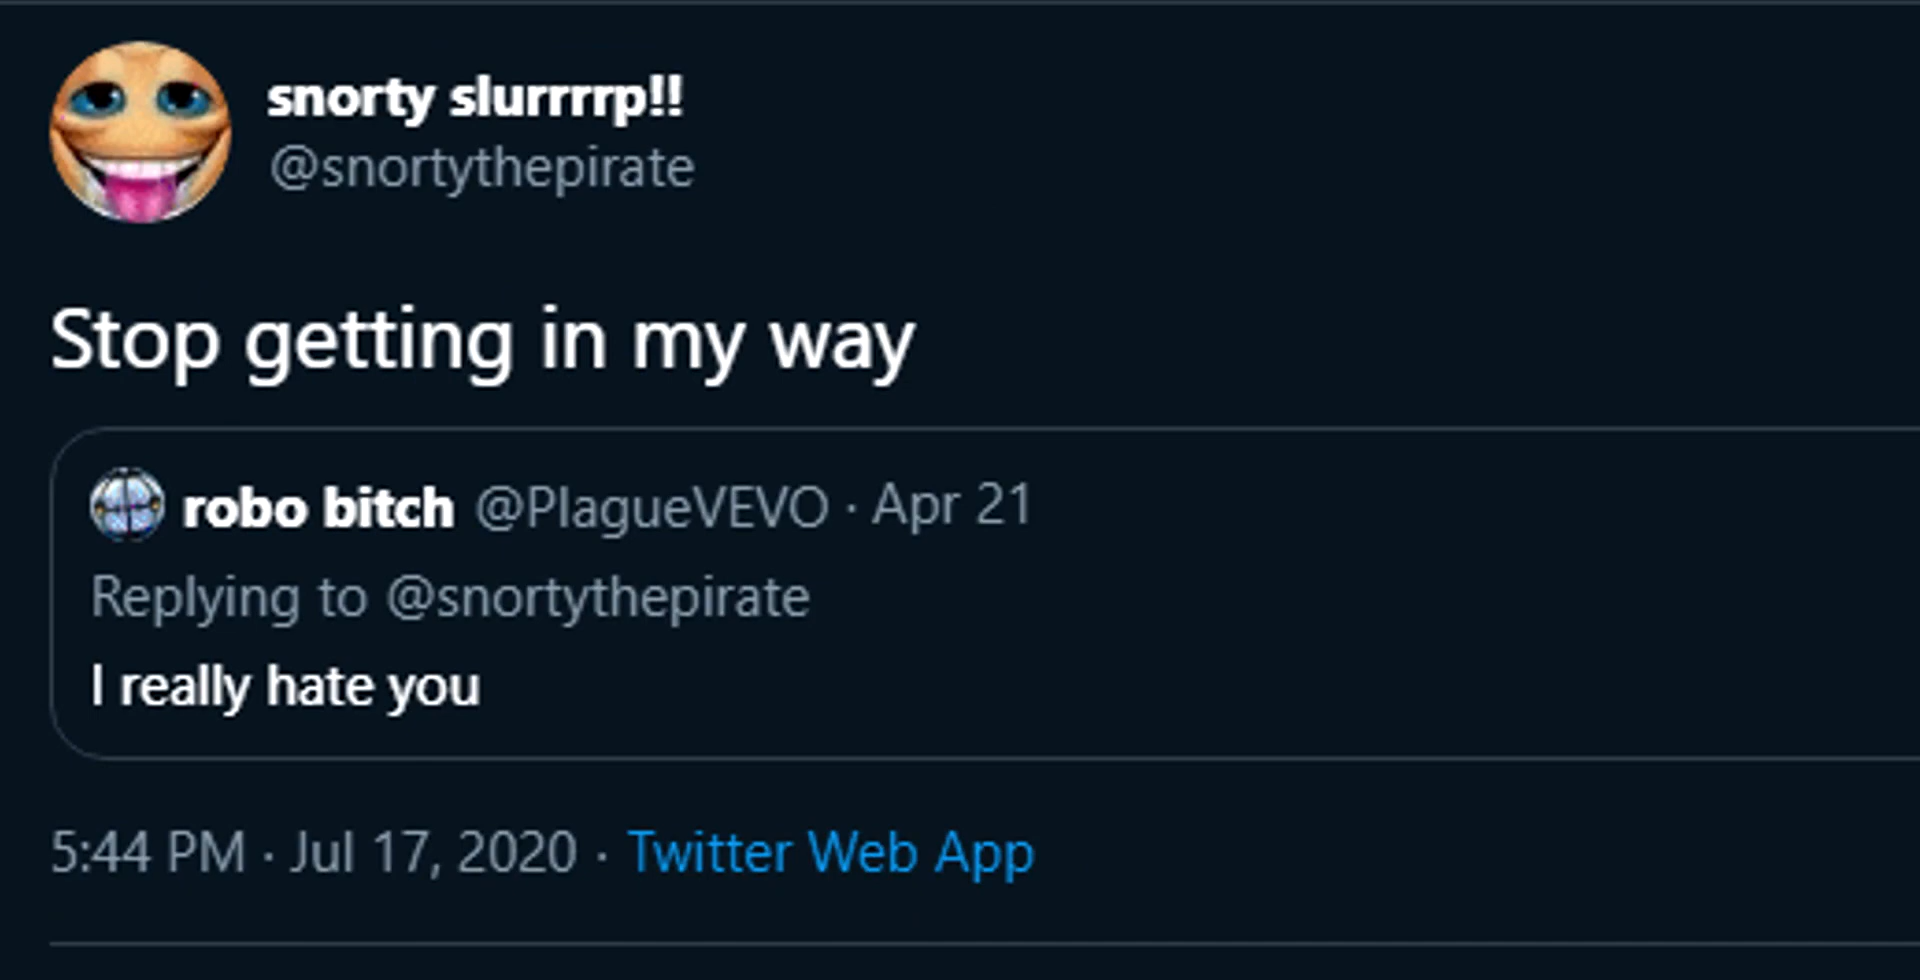 snorty slurrrrp!!
@snortythepirate
Stop getting in my way
robo bitch @PlagueVEVO · Apr 21
Replying to @snortythepirate
I really hate you
5:44 PM · Jul 17, 2020 · Twitter Web App